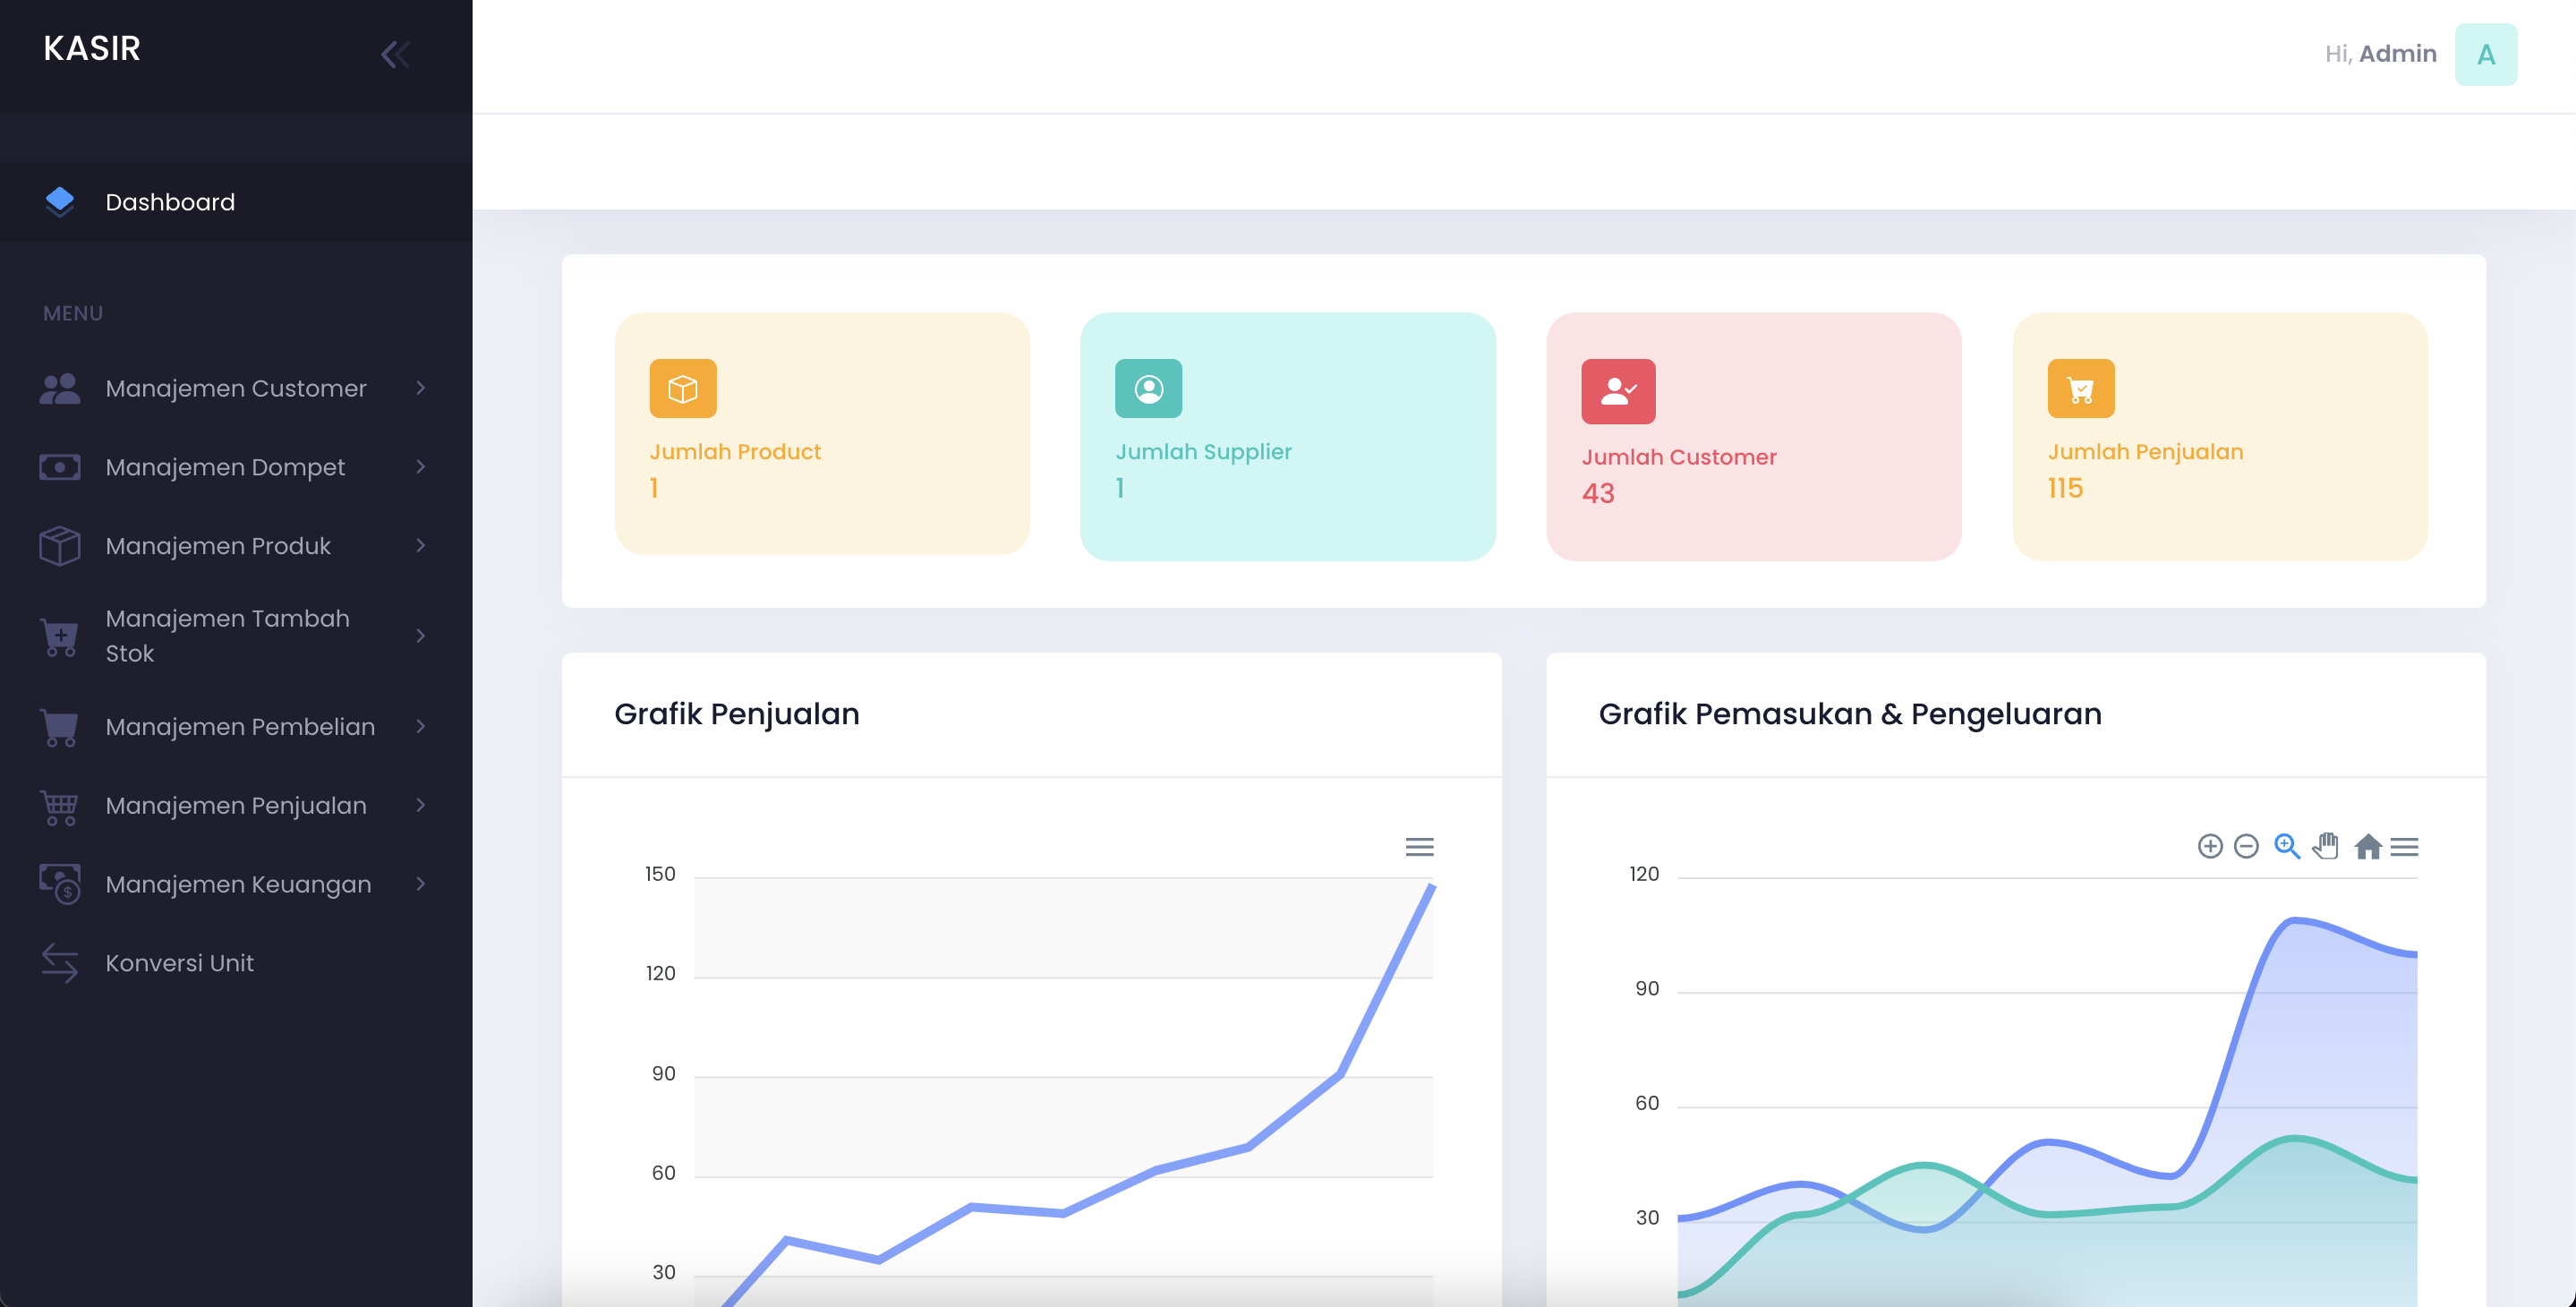 KASIR
Hi, Admin
A
Dashboard
MENU
Manajemen Customer
Manajemen Dompet
Manajemen Produk
Manajemen Tambah
Stok
Manajemen Pembelian
Manajemen Penjualan
Manajemen Keuangan
Konversi Unit
Jumlah Product
1
Jumlah Supplier
1
Jumlah Customer
43
Jumlah Penjualan
115
Grafik Penjualan
150
120
90
60
30
Grafik Pemasukan & Pengeluaran
120
90
60
30